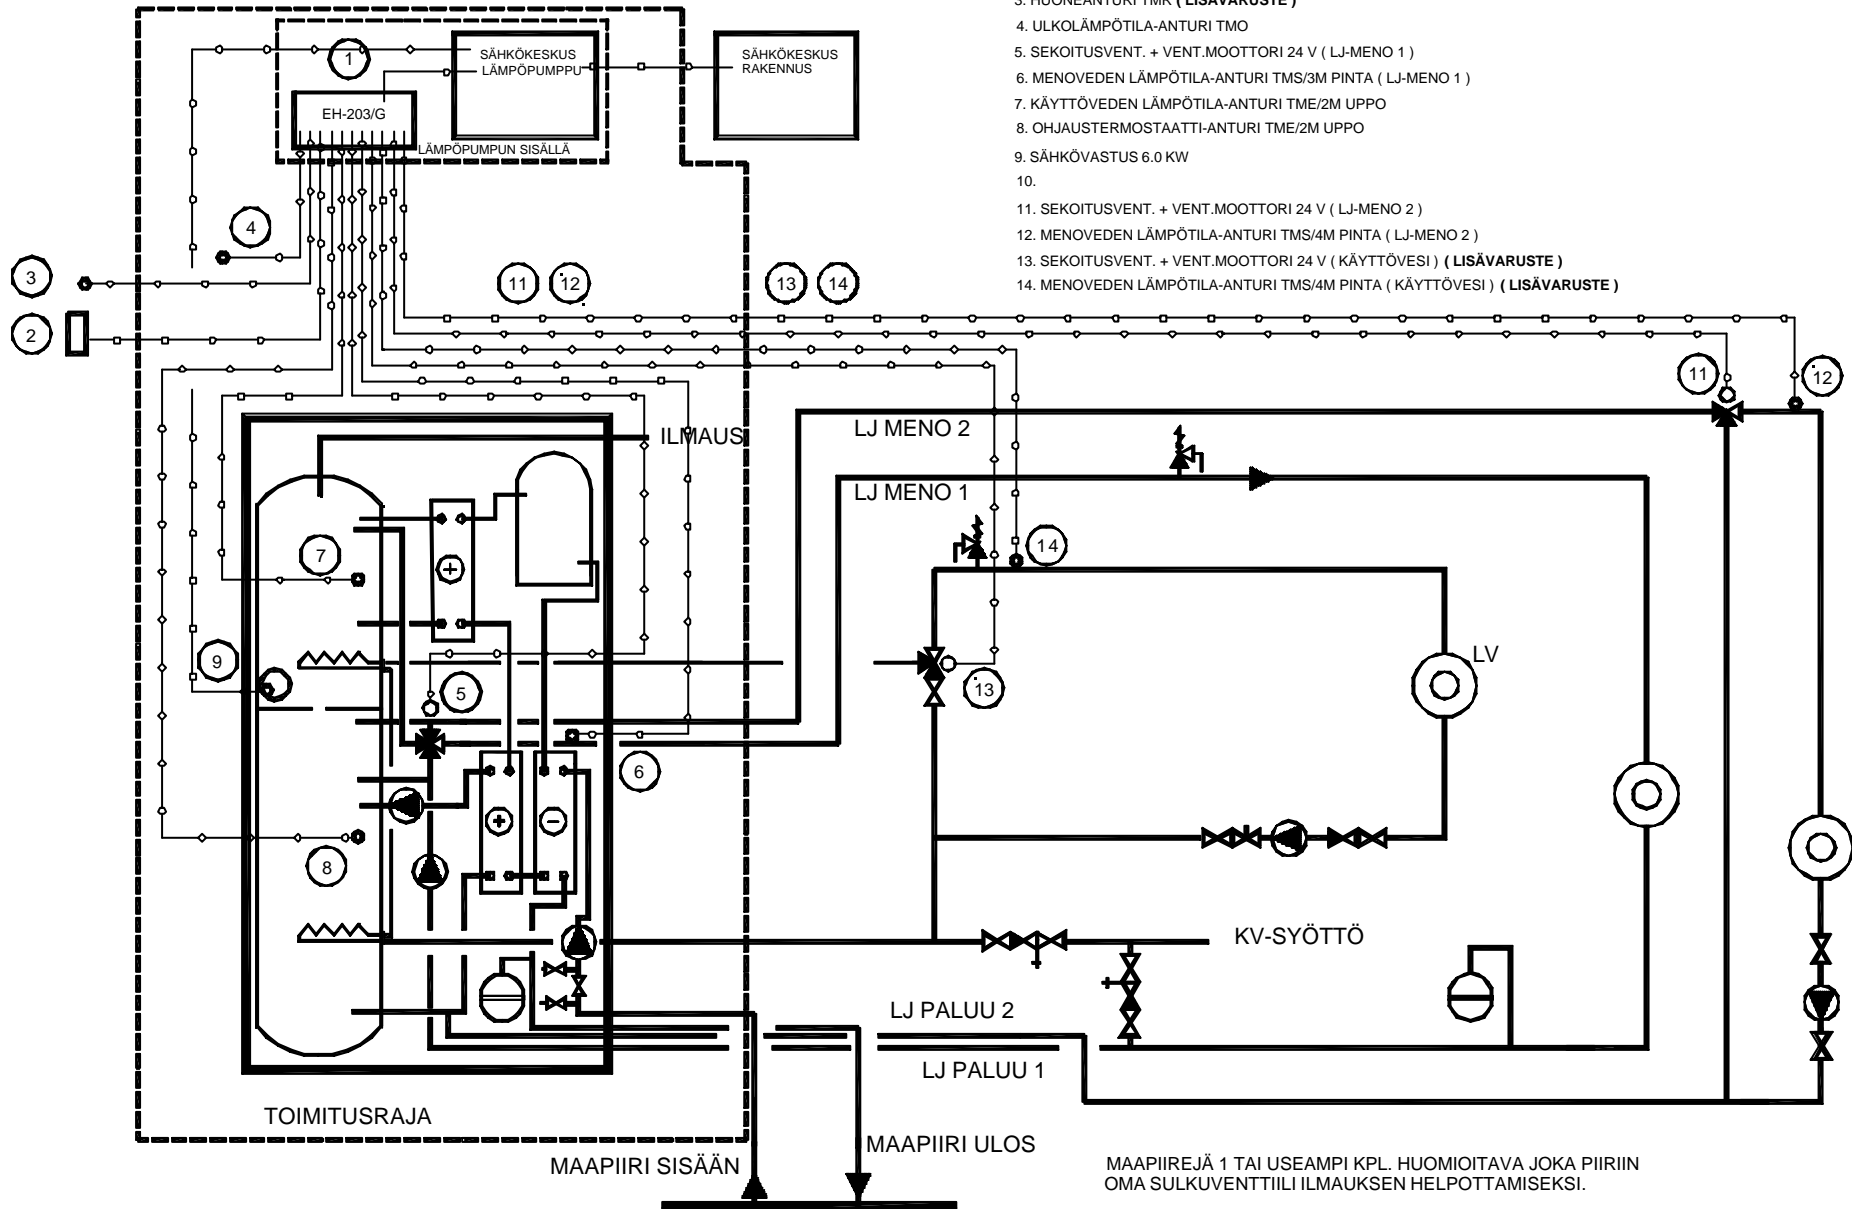 3. HUONEANTURI TMR ( LISÄVARUSTE )
4. ULKOLÄMPÖTILA-ANTURI TMO
5. SEKOITUSVENT. + VENT.MOOTTORI 24 V ( LJ-MENO 1 )
6. MENOVEDEN LÄMPÖTILA-ANTURI TMS/3M PINTA ( LJ-MENO 1 )
7. KÄYTTÖVEDEN LÄMPÖTILA-ANTURI TME/2M UPPO
8. OHJAUSTERMOSTAATTI-ANTURI TME/2M UPPO
9. SÄHKÖVASTUS 6.0 KW
10.
11. SEKOITUSVENT. + VENT.MOOTTORI 24 V ( LJ-MENO 2 )
12. MENOVEDEN LÄMPÖTILA-ANTURI TMS/4M PINTA ( LJ-MENO 2 )
13. SEKOITUSVENT. + VENT.MOOTTORI 24 V ( KÄYTTÖVESI ) ( LISÄVARUSTE )
14. MENOVEDEN LÄMPÖTILA-ANTURI TMS/4M PINTA ( KÄYTTÖVESI ) ( LISÄVARUSTE )
1
SÄHKÖKESKUS
LÄMPÖPUMPPU
SÄHKÖKESKUS
RAKENNUS
EH-203/G
LÄMPÖPUMPUN SISÄLLÄ
4
3
2
11
12
13
14
11
12
ILMAUS
LJ MENO 2
LJ MENO 1
7
14
9
5
13
LV
6
8
KV-SYÖTTÖ
LJ PALUU 2
LJ PALUU 1
TOIMITUSRAJA
MAAPIIRI SISÄÄN
MAAPIIRI ULOS
MAAPIIREJÄ 1 TAI USEAMPI KPL. HUOMIOITAVA JOKA PIIRIIN
OMA SULKUVENTTIILI ILMAUKSEN HELPOTTAMISEKSI.